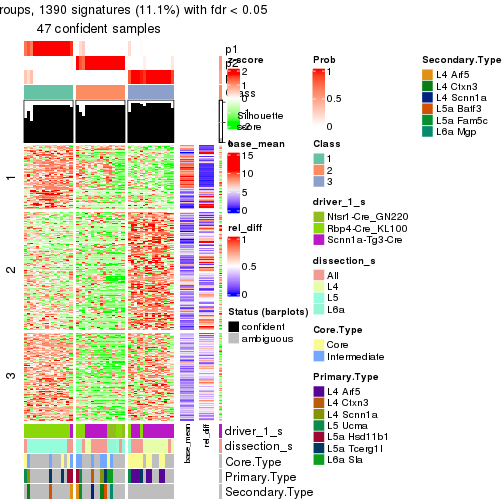 roups, 1390 signatures (11.1%) with fdr < 0.05
47 confident samples
p1
p2
z-score
2
Silhouette
score
1
2
3
base_mean
15
10
5
0
rel_diff
1
0.5
0
Status (barplots)
confident
ambiguous
base_mean
rel_diff
driver_1_s
dissection_s
Core.Type
Primary.Type
Secondary.Type
Prob
1
0.5
0
Class
1
2
3
driver_1_s
Ntsr1-Cre_GN220
Rbp4-Cre_KL100
Scnn1a-Tg3-Cre
dissection_s
All
L4
L5
L6a
Core.Type
Core
Intermediate
Primary.Type
L4 Arf5
L4 Ctxn3
L4 Scnn1a
L5 Ucma
L5a Hsd11b1
L5a Tcerg1l
L6a Sla
Secondary.Type
L4 Arf5
L4 Ctxn3
L4 Scnn1a
L5a Batf3
L5a Fam5c
L6a Mgp